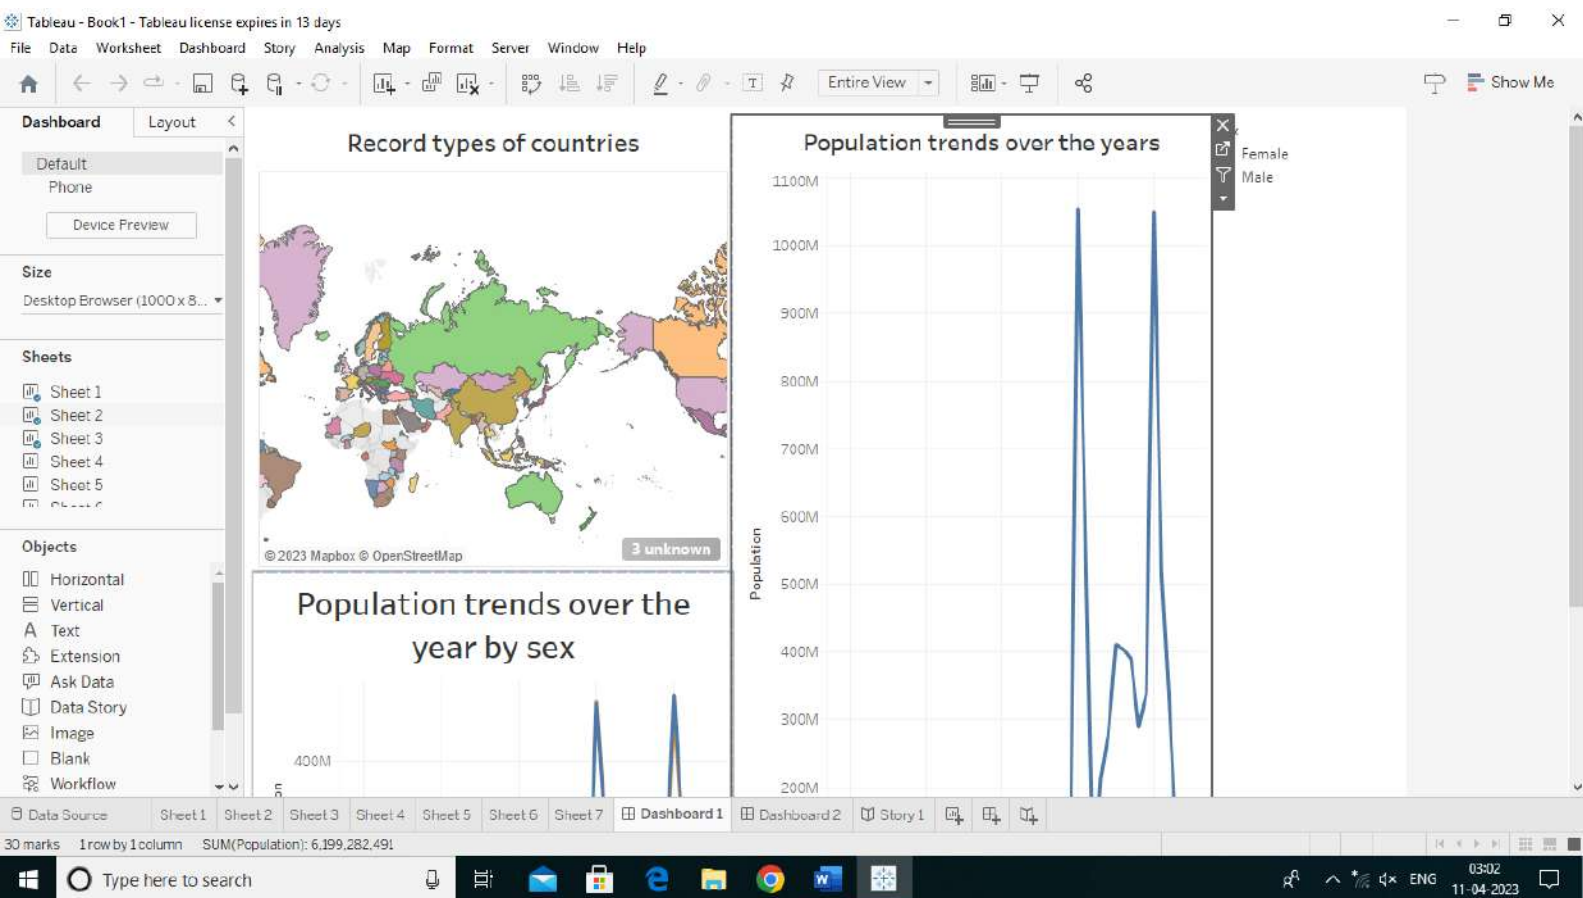 Tableau - Book1 - Tableau license expires in 13 days
File Data Worksheet Dashboard Story Analysis Map Format Server Window Help
Entire View
Show Me
Dashboard Layout
Default
Phone
Device Preview
Size
Desktop Browser (1000 x 8...
Sheets
Sheet 1
Sheet 2
Sheet 3
Sheet 4
Sheet 5
Objects
Horizontal
Vertical
A Text
Extension
Ask Data
Data Story
Image
Blank
Workflow
Record types of countries
© 2023 Mapbox © OpenStreetMap
3 unknown
Population trends over the
year by sex
400M
Population trends over the years
1100M
1000M
900M
800M
700M
600M
500M
400M
300M
200M
Population
Female
Male
Data Source Sheet 1 Sheet 2 Sheet 3 Sheet 4 Sheet 5 Sheet 6 Sheet 7 Dashboard 1 Dashboard 2 Story 1
30 marks 1 row by 1 column SUM(Population): 6,199,282,491
Type here to search
ENG
03:02
11-04-2023